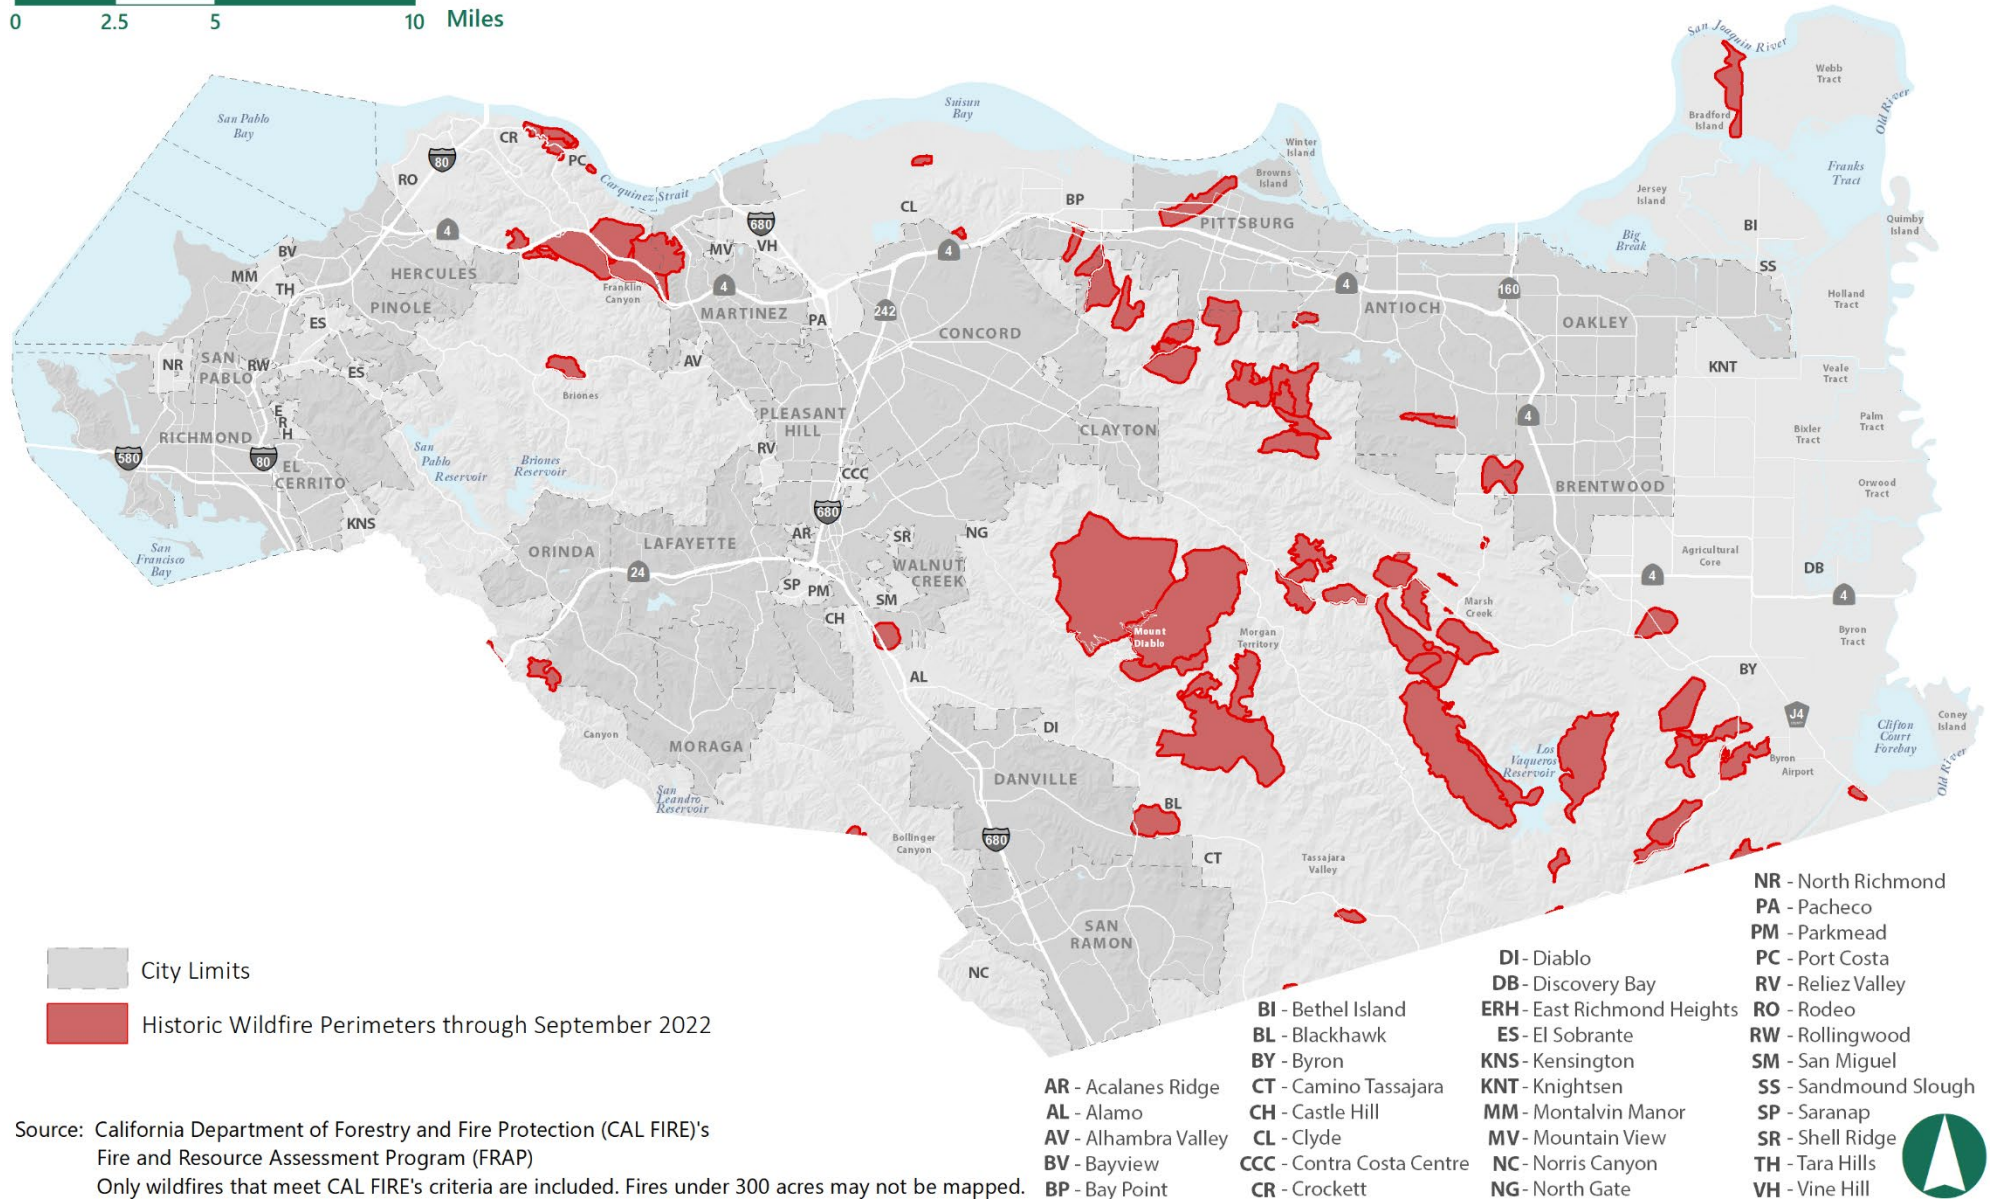 0 2.5 5 10 Miles
San Joaquin River
Webb
Tract
Old River
Bradford
Island
Franks
Tract
San Pablo
Bay
Suisun
Bay
CR
PC
80
RO
Carquinez Strait
Winter
Island
Browns
Island
Jersey
Island
BI
Quimby
Island
Big
Break
SS
BP
CL
PITTSBURG
4
680
MV
VH
4
BV
MM
TH
HERCULES
PINOLE
ES
Franklin
Canyon
4
MARTINEZ
PA
242
CONCORD
4
ANTIOCH
160
OAKLEY
Holland
Tract
NR
SAN
PABLO
RW
ES
AV
Briones
KNT
Veale
Tract
E
R
H
RICHMOND
580
80
EL
CERRITO
KNS
San
Pablo
Reservoir
Briones
Reservoir
PLEASANT
HILL
RV
CCC
CLAYTON
4
Palm
Tract
Bixler
Tract
BRENTWOOD
Orwood
Tract
San
Francisco
Bay
ORINDA
LAFAYETTE
24
680
AR
SR
NG
WALNUT
CREEK
SP
PM
SM
CH
Agricultural
Core
DB
4
4
Marsh
Creek
Byron
Tract
Mount
Diablo
Morgan
Territory
AL
BY
Canyon
MORAGA
DI
DANVILLE
J4
Clifton
Court
Forebay
Coney
Island
Old River
Los
Vaqueros
Reservoir
Byron
Airport
San
Leandro
Reservoir
BL
Bollinger
Canyon
680
CT
Tassajara
Valley
SAN
RAMON
NC
City Limits
Historic Wildfire Perimeters through September 2022
AR - Acalanes Ridge
AL - Alamo
AV - Alhambra Valley
BV - Bayview
BP - Bay Point
BI - Bethel Island
BL - Blackhawk
BY - Byron
CT - Camino Tassajara
CH - Castle Hill
CL - Clyde
CCC - Contra Costa Centre
CR - Crockett
DI - Diablo
DB - Discovery Bay
ERH - East Richmond Heights
ES - El Sobrante
KNS - Kensington
KNT - Knightsen
MM - Montalvin Manor
MV - Mountain View
NC - Norris Canyon
NG - North Gate
NR - North Richmond
PA - Pacheco
PM - Parkmead
PC - Port Costa
RV - Reliez Valley
RO - Rodeo
RW - Rollingwood
SM - San Miguel
SS - Sandmound Slough
SP - Saranap
SR - Shell Ridge
TH - Tara Hills
VH - Vine Hill
Source: California Department of Forestry and Fire Protection (CAL FIRE)'s
Fire and Resource Assessment Program (FRAP)
Only wildfires that meet CAL FIRE's criteria are included. Fires under 300 acres may not be mapped.